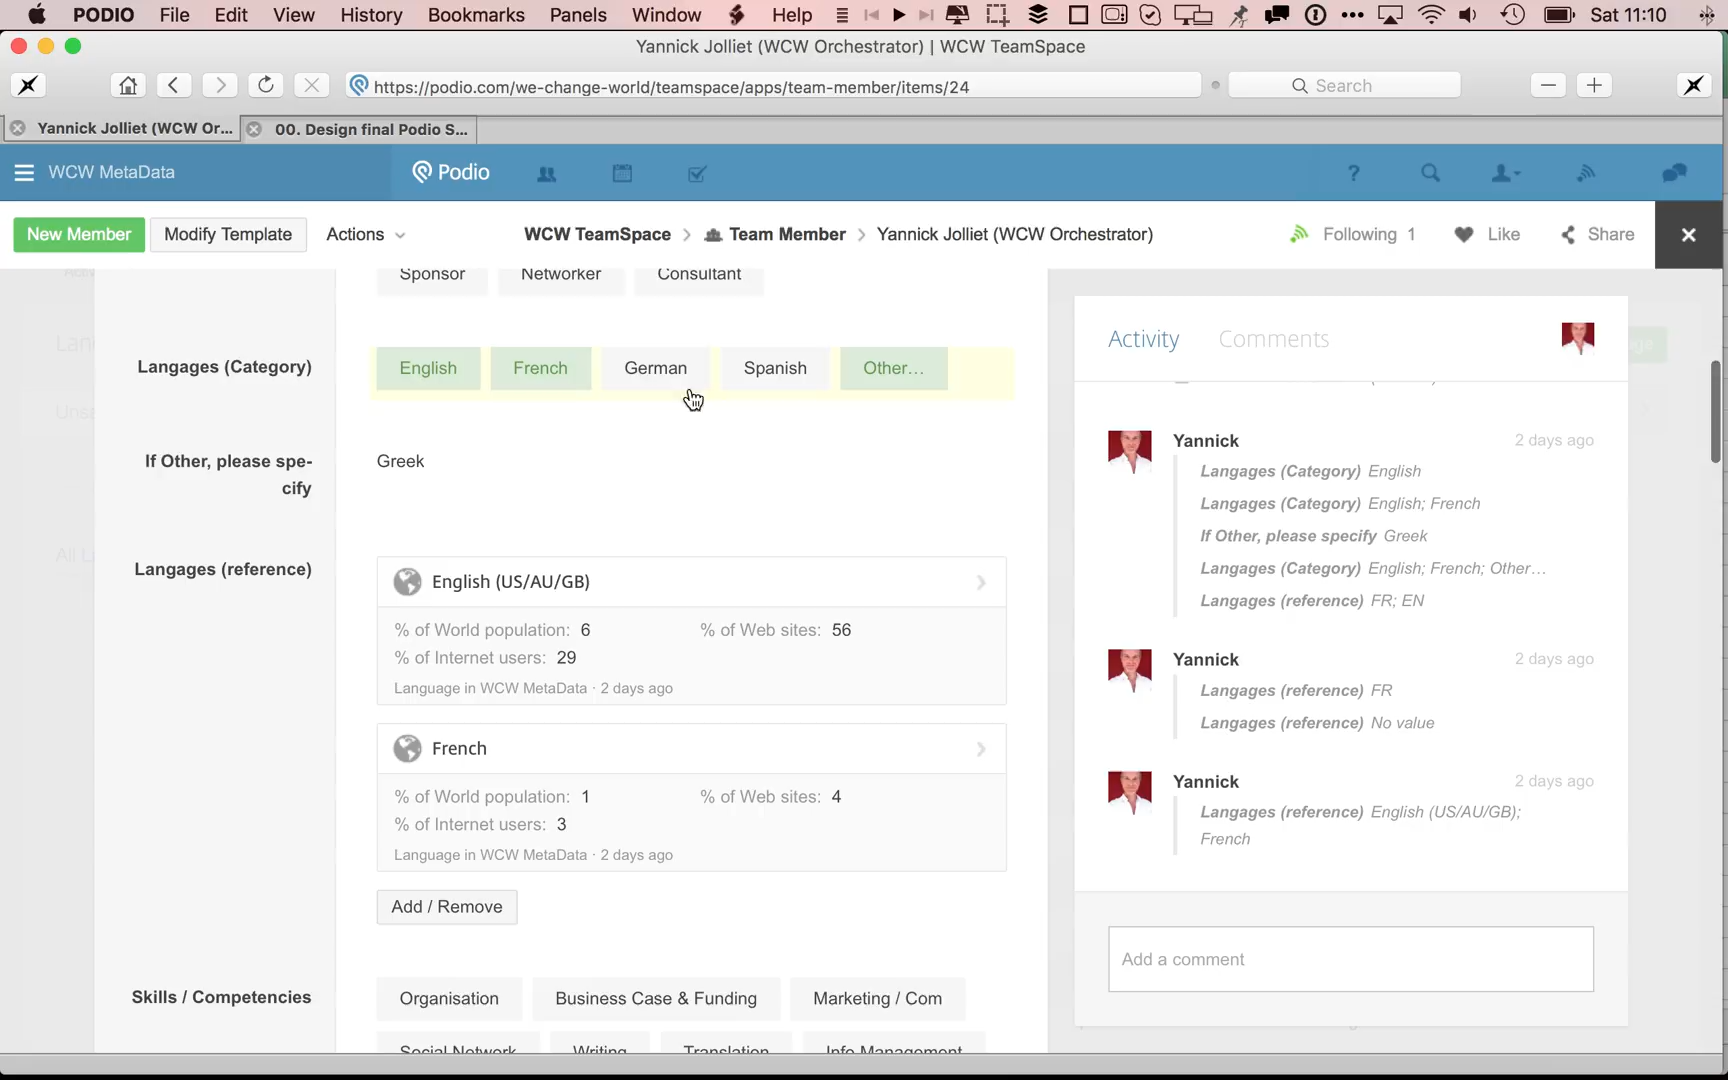 PODIO File Edit View History Bookmarks Panels Window Help Sat 11:10
Yannick Jolliet (WCW Orchestrator) | WCW TeamSpace
https://podio.com/we-change-world/teamspace/apps/team-member/items/24 Search
Yannick Jolliet (WCW Or... 00. Design final Podio S...
WCW MetaData Podio ?
New Member Modify Template Actions WCW TeamSpace > Team Member > Yannick Jolliet (WCW Orchestrator) Following 1 Like Share
Sponsor Networker Consultant
Langages (Category) English French German Spanish Other…
If Other, please spe-
cify
Greek
Langages (reference)
English (US/AU/GB)
% of World population: 6 % of Web sites: 56
% of Internet users: 29
Language in WCW MetaData · 2 days ago
French
% of World population: 1 % of Web sites: 4
% of Internet users: 3
Language in WCW MetaData · 2 days ago
Add / Remove
Skills / Competencies Organisation Business Case & Funding Marketing / Com
Social Network Writing Translation Info Management
Activity Comments
Yannick 2 days ago
Langages (Category) English
Langages (Category) English; French
If Other, please specify Greek
Langages (Category) English; French; Other…
Langages (reference) FR; EN
Yannick 2 days ago
Langages (reference) FR
Langages (reference) No value
Yannick 2 days ago
Langages (reference) English (US/AU/GB);
French
Add a comment